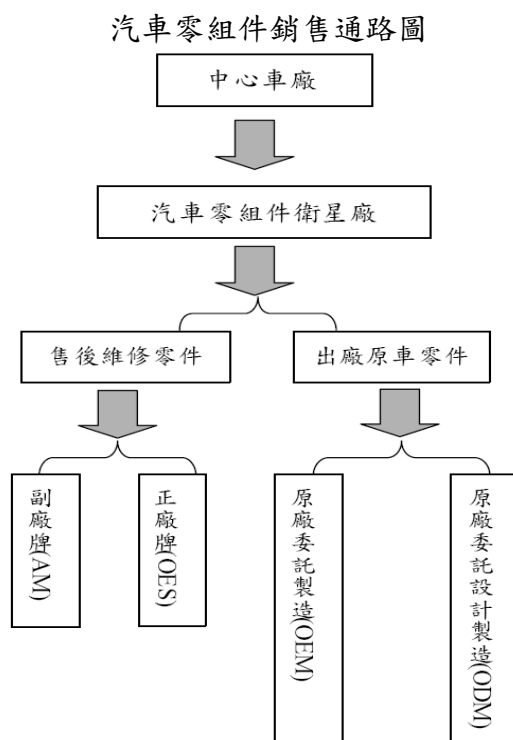 汽車零組件銷售通路圖
中心車廠
汽車零組件衛星廠
售後維修零件
出廠原車零件
副廠牌(AM)
正廠牌(OES)
原廠委託製造(OEM)
原廠委託設計製造(ODM)